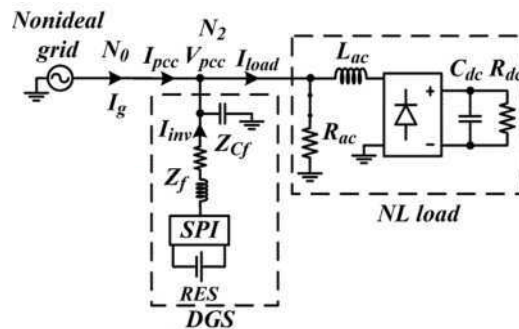 Nonideal
grid
N0
Ig
Ipcc
N2
Vpcc
Iload
Iinv
ZCf
Zf
SPI
RES
DGS
Lac
Rac
+
−
Cdc
Rdc
NL load